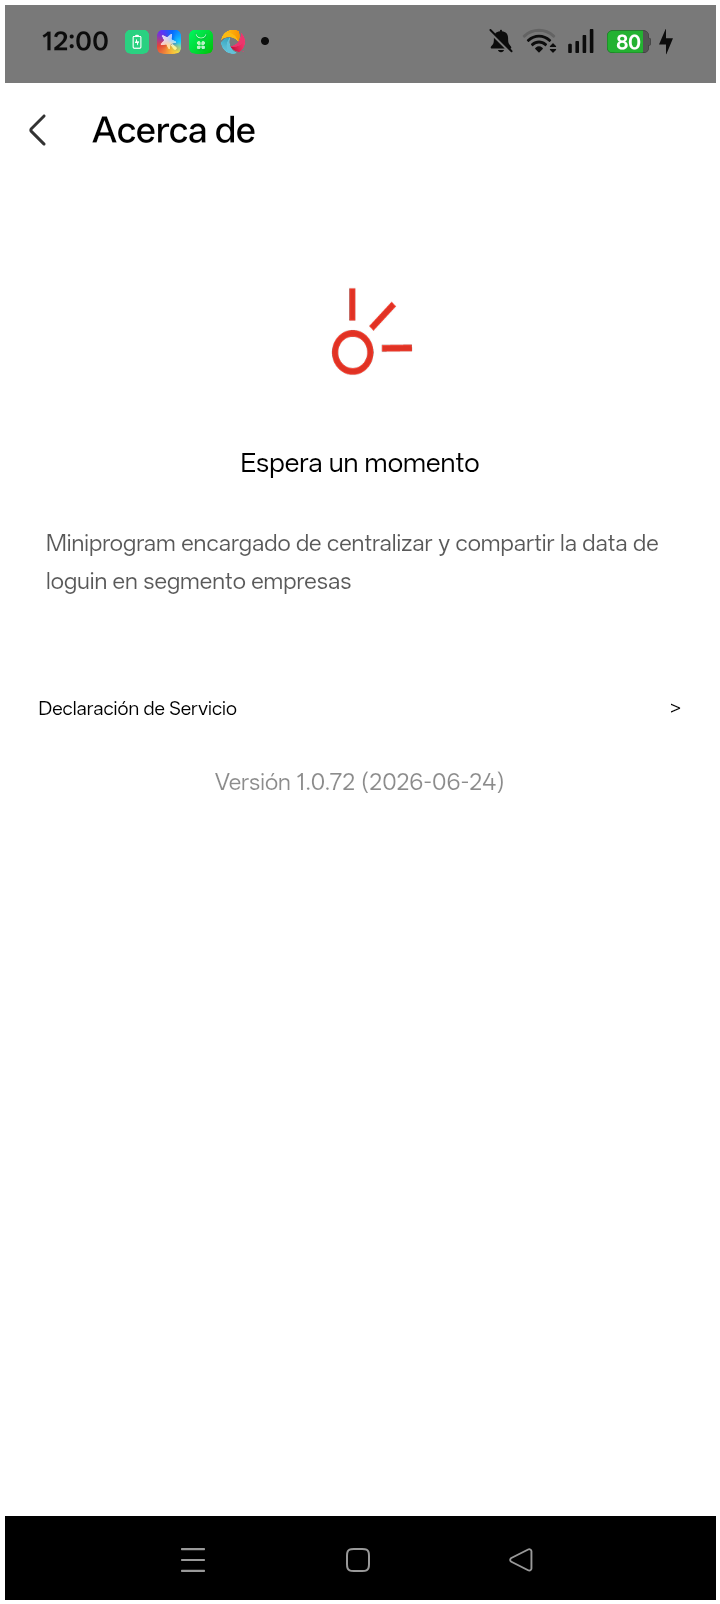 12:00
80
Acerca de
Espera un momento
Miniprogram encargado de centralizar y compartir la data de
loguin en segmento empresas
Declaración de Servicio >
Versión 1.0.72 (2026-06-24)